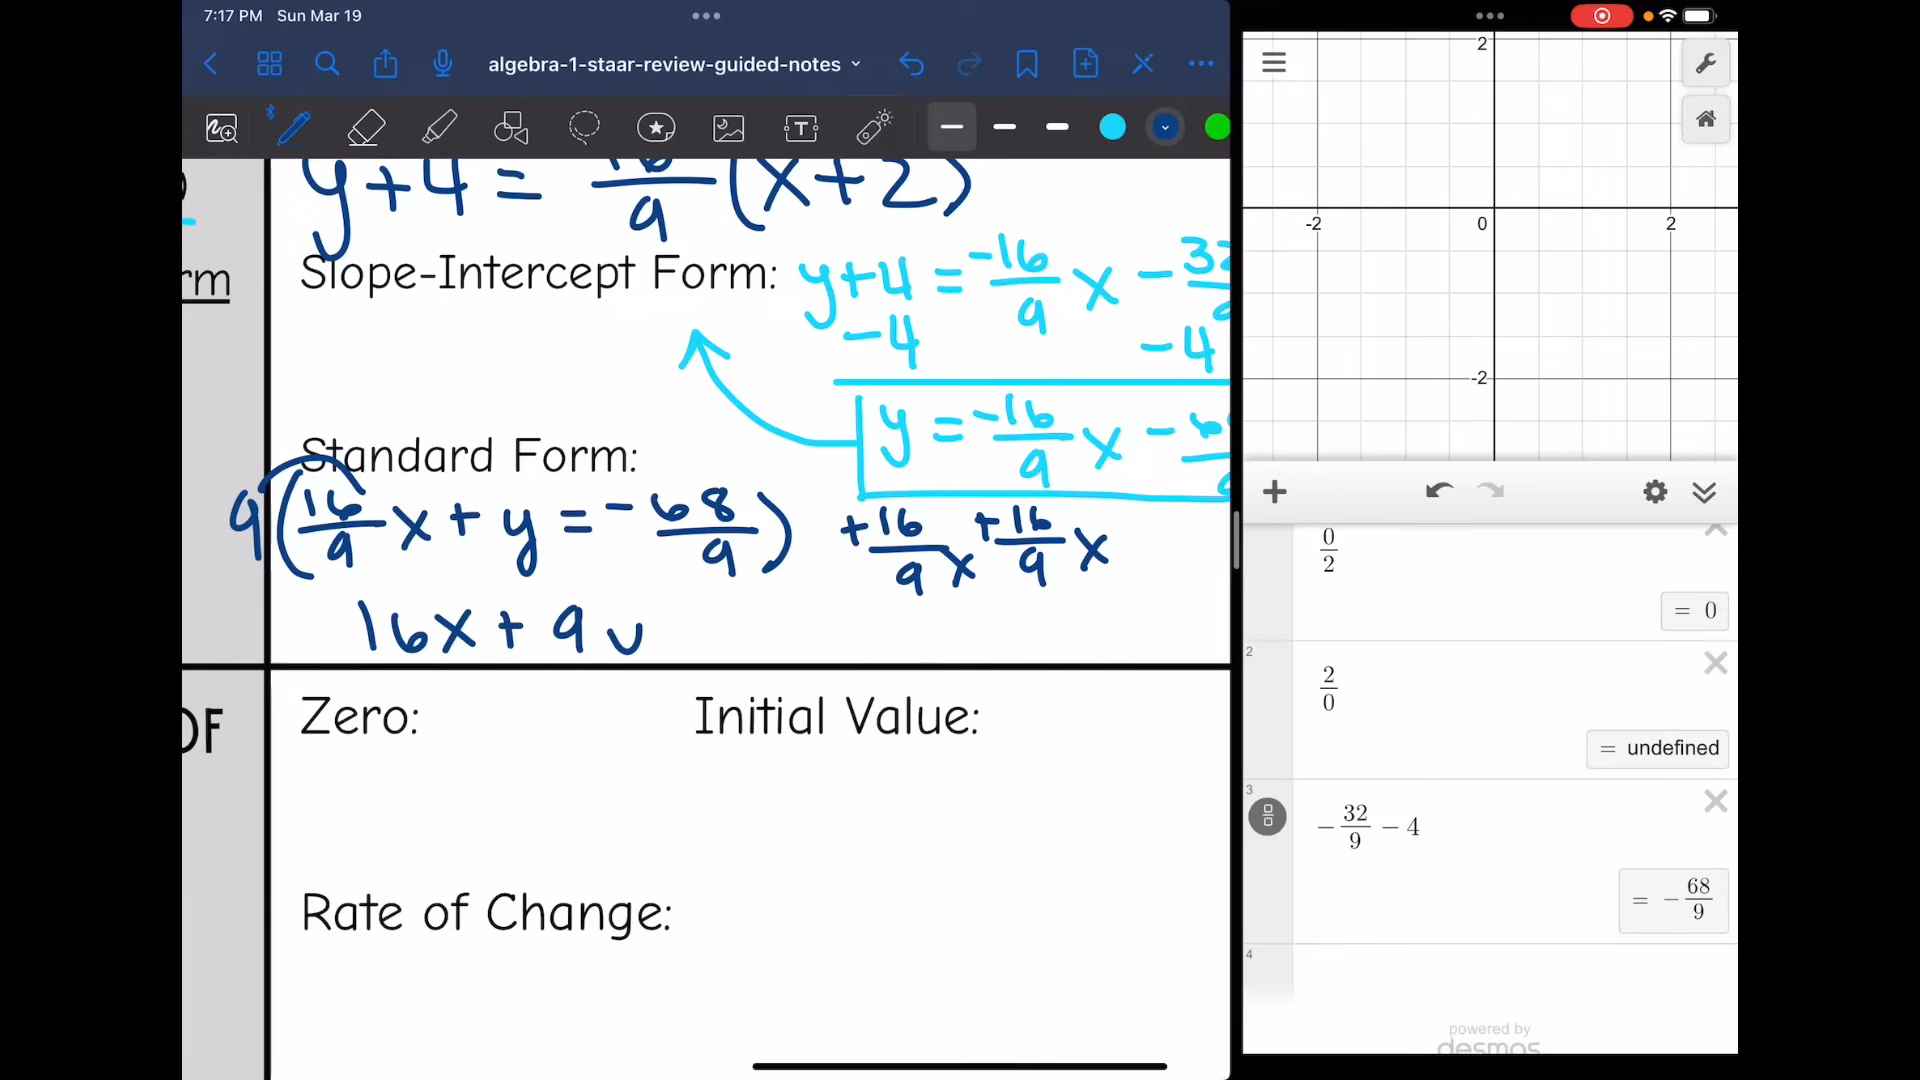 7:17 PM Sun Mar 19
algebra-1-staar-review-guided-notes
y+4 = 16/9 (x+2)
rm
Slope-Intercept Form: y+4 = -16/9 x - 32
-4 -4
y = -16/9 x -
Standard Form:
9(16/9 x + y = -68/9) +16/9 x +16/9 x
16x + 9
OF
Zero: Initial Value:
Rate of Change:
2
-2 0 2
-2
0/2
= 0
2
2/0
= undefined
3
-32/9 - 4
= -68/9
4
powered by
desmos